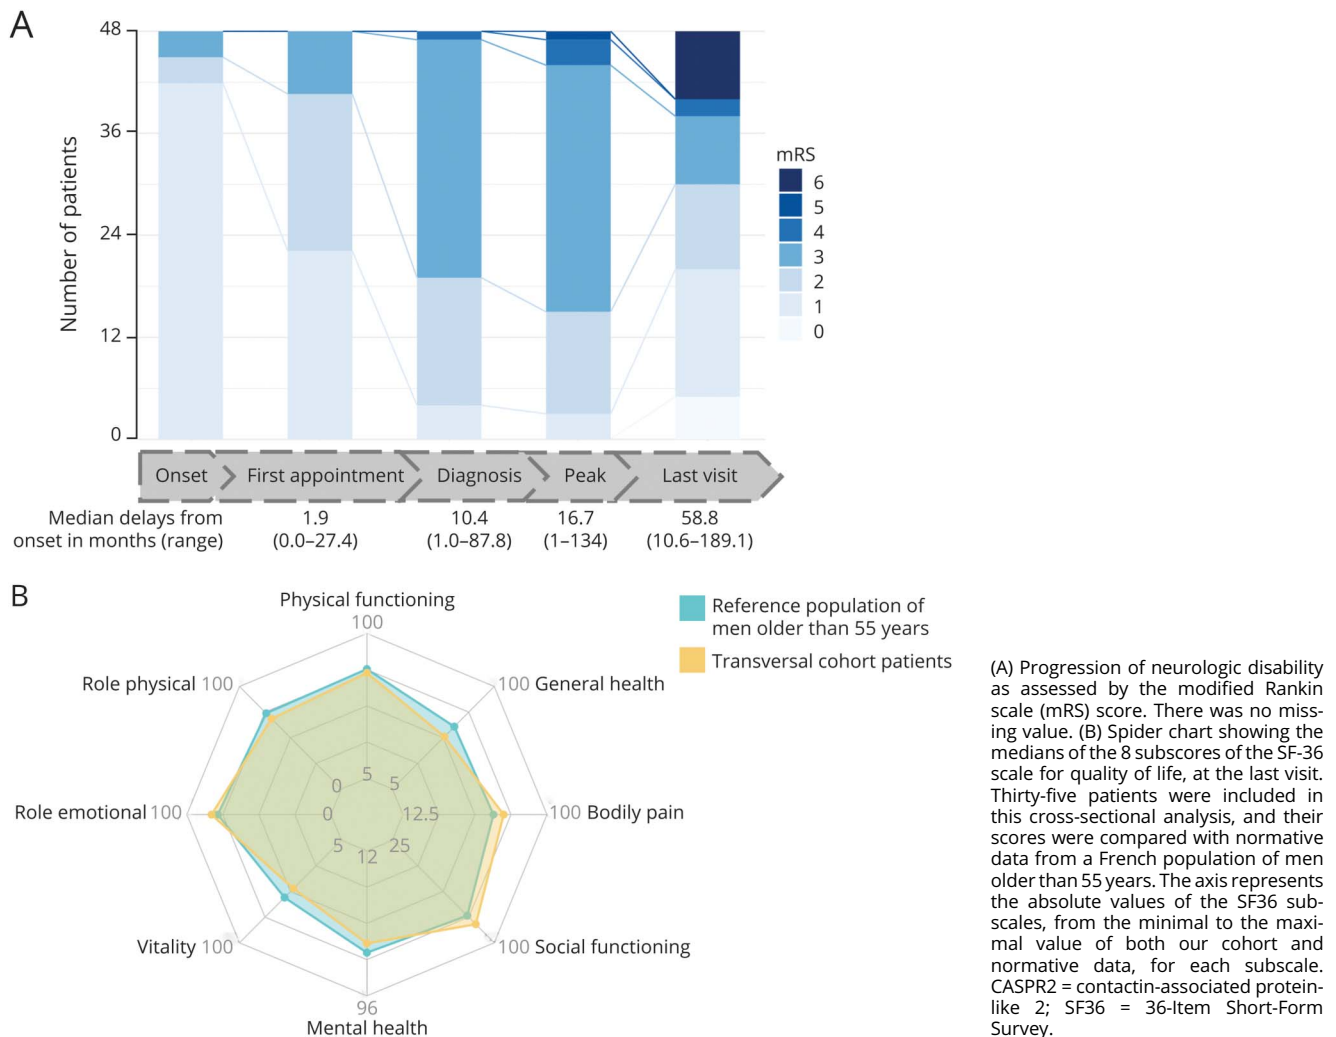 A
48
36
24
12
0
Number of patients
mRS
6
5
4
3
2
1
0
Onset
First appointment
Diagnosis
Peak
Last visit
Median delays from
onset in months (range)
1.9
(0.0–27.4)
10.4
(1.0–87.8)
16.7
(1–134)
58.8
(10.6–189.1)
B
Physical functioning
100
Role physical 100
100 General health
Role emotional 100
100 Bodily pain
Vitality 100
100 Social functioning
96
Mental health
5
0
5
0
12.5
5
12
25
Reference population of
men older than 55 years
Transversal cohort patients
(A) Progression of neurologic disability
as assessed by the modified Rankin
scale (mRS) score. There was no miss-
ing value. (B) Spider chart showing the
medians of the 8 subscores of the SF-36
scale for quality of life, at the last visit.
Thirty-five patients were included in
this cross-sectional analysis, and their
scores were compared with normative
data from a French population of men
older than 55 years. The axis represents
the absolute values of the SF36 sub-
scales, from the minimal to the maxi-
mal value of both our cohort and
normative data, for each subscale.
CASPR2 = contactin-associated protein-
like 2; SF36 = 36-Item Short-Form
Survey.